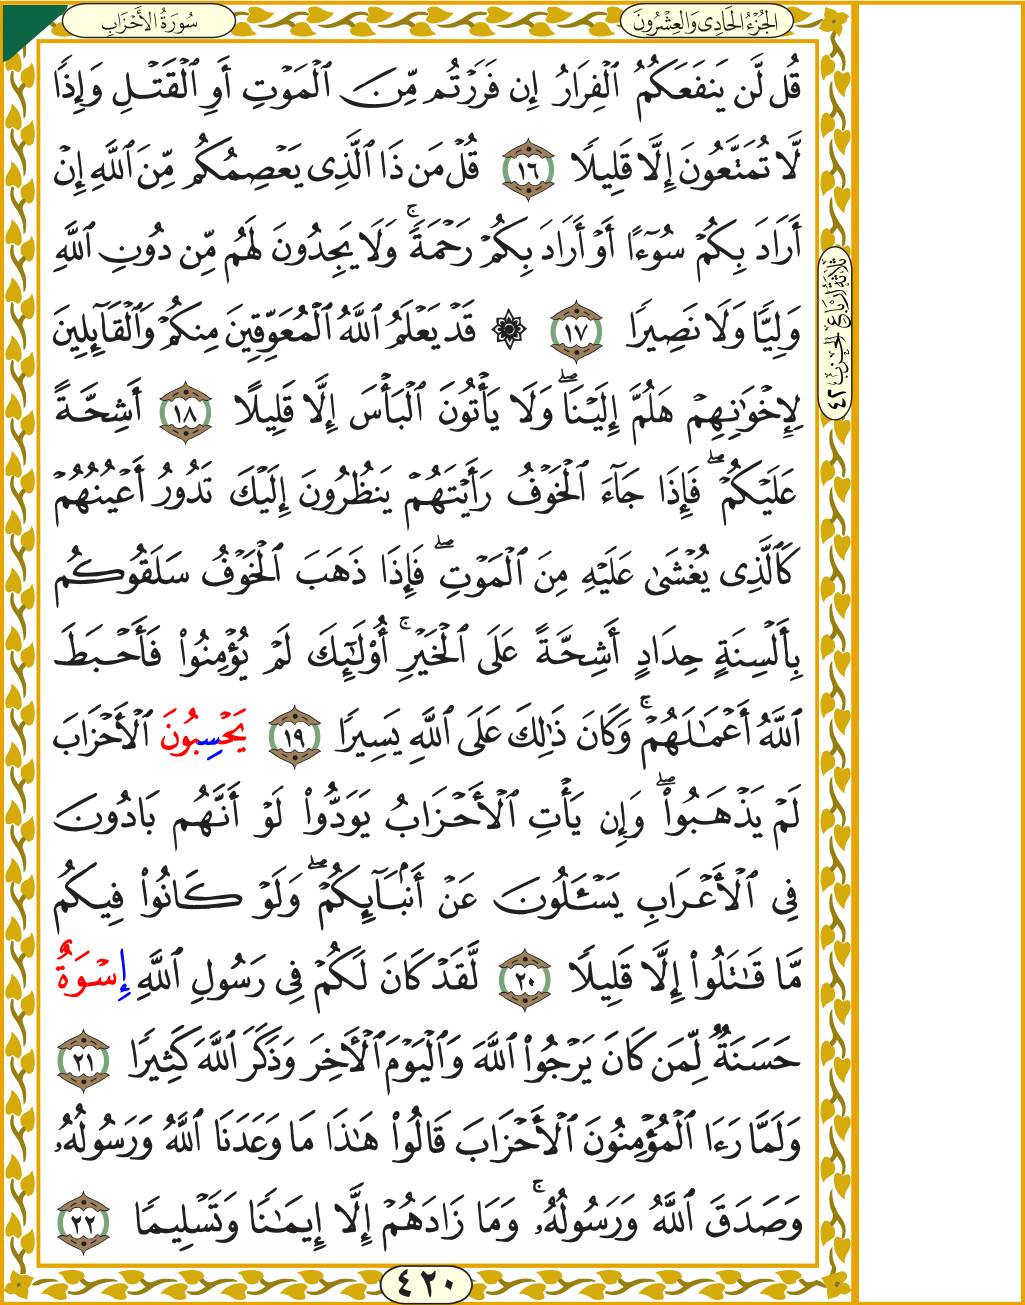 سُورَةُ الأَحْزَابِ
الجُزْءُ الحَادِي وَالعِشْرُونَ
قُل لَّن يَنفَعَكُمُ ٱلْفِرَارُ إِن فَرَرْتُم مِّنَ ٱلْمَوْتِ أَوِ ٱلْقَتْلِ وَإِذًا
لَّا تُمَتَّعُونَ إِلَّا قَلِيلًا ١٦ قُلْ مَن ذَا ٱلَّذِى يَعْصِمُكُم مِّنَ ٱللَّهِ إِنْ
أَرَادَ بِكُمْ سُوٓءًا أَوْ أَرَادَ بِكُمْ رَحْمَةً ۚ وَلَا يَجِدُونَ لَهُم مِّن دُونِ ٱللَّهِ
وَلِيًّا وَلَا نَصِيرًا ١٧ ۞ قَدْ يَعْلَمُ ٱللَّهُ ٱلْمُعَوِّقِينَ مِنكُمْ وَٱلْقَآئِلِينَ
لِإِخْوَٰنِهِمْ هَلُمَّ إِلَيْنَا ۖ وَلَا يَأْتُونَ ٱلْبَأْسَ إِلَّا قَلِيلًا ١٨ أَشِحَّةً
عَلَيْكُمْ ۖ فَإِذَا جَآءَ ٱلْخَوْفُ رَأَيْتَهُمْ يَنظُرُونَ إِلَيْكَ تَدُورُ أَعْيُنُهُمْ
كَٱلَّذِى يُغْشَىٰ عَلَيْهِ مِنَ ٱلْمَوْتِ ۖ فَإِذَا ذَهَبَ ٱلْخَوْفُ سَلَقُوكُم
بِأَلْسِنَةٍ حِدَادٍ أَشِحَّةً عَلَى ٱلْخَيْرِ ۚ أُو۟لَٰٓئِكَ لَمْ يُؤْمِنُوا۟ فَأَحْبَطَ
ٱللَّهُ أَعْمَٰلَهُمْ ۚ وَكَانَ ذَٰلِكَ عَلَى ٱللَّهِ يَسِيرًا ١٩ يَحْسِبُونَ ٱلْأَحْزَابَ
لَمْ يَذْهَبُوا۟ ۖ وَإِن يَأْتِ ٱلْأَحْزَابُ يَوَدُّوا۟ لَوْ أَنَّهُم بَادُونَ
فِى ٱلْأَعْرَابِ يَسْـَٔلُونَ عَنْ أَنۢبَآئِكُمْ ۖ وَلَوْ كَانُوا۟ فِيكُم
مَّا قَٰتَلُوٓا۟ إِلَّا قَلِيلًا ٢٠ لَّقَدْ كَانَ لَكُمْ فِى رَسُولِ ٱللَّهِ إِسْوَةٌ
حَسَنَةٌ لِّمَن كَانَ يَرْجُوا۟ ٱللَّهَ وَٱلْيَوْمَ ٱلْـَٔاخِرَ وَذَكَرَ ٱللَّهَ كَثِيرًا ٢١
وَلَمَّا رَءَا ٱلْمُؤْمِنُونَ ٱلْأَحْزَابَ قَالُوا۟ هَٰذَا مَا وَعَدَنَا ٱللَّهُ وَرَسُولُهُۥ
وَصَدَقَ ٱللَّهُ وَرَسُولُهُۥ ۚ وَمَا زَادَهُمْ إِلَّآ إِيمَٰنًا وَتَسْلِيمًا ٢٢
ثَلَاثَةُ أَرْبَاعِ الحِزْبِ ٤٢
٤٢٠